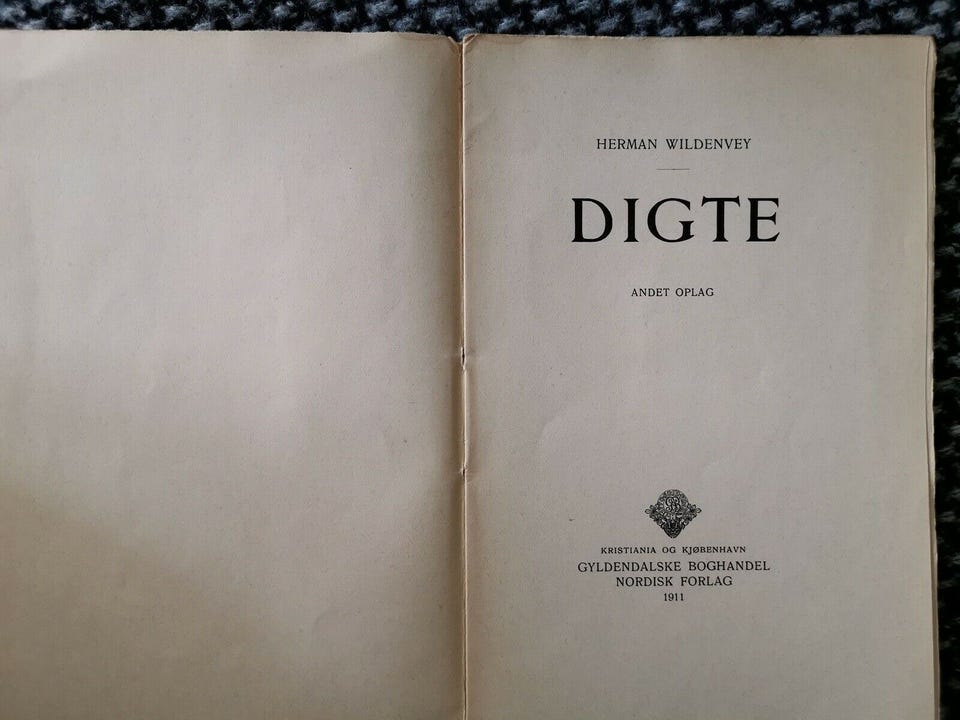 HERMAN WILDENVEY
DIGTE
ANDET OPLAG
KRISTIANIA OG KJØBENHAVN
GYLDENDALSKE BOGHANDEL
NORDISK FORLAG
1911